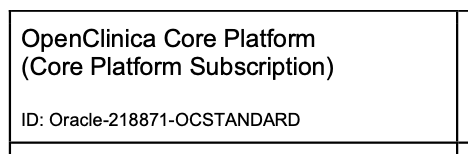 OpenClinica Core Platform
(Core Platform Subscription)
ID: Oracle-218871-OCSTANDARD